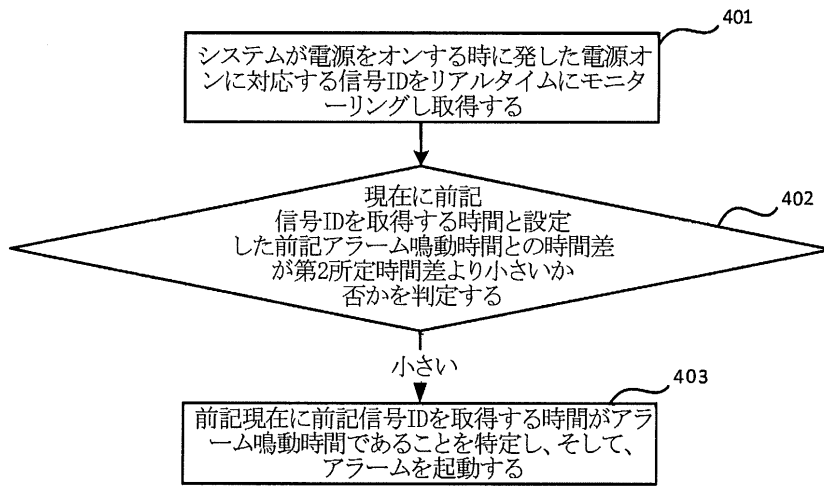 401
システムが電源をオンする時に発した電源オ
ンに対応する信号IDをリアルタイムにモニタ
ーリングし取得する
現在に前記
信号IDを取得する時間と設定
した前記アラーム鳴動時間との時間差
が第2所定時間差より小さいか
否かを判定する
402
小さい
403
前記現在に前記信号IDを取得する時間がアラ
ーム鳴動時間であることを特定し、そして、
アラームを起動する